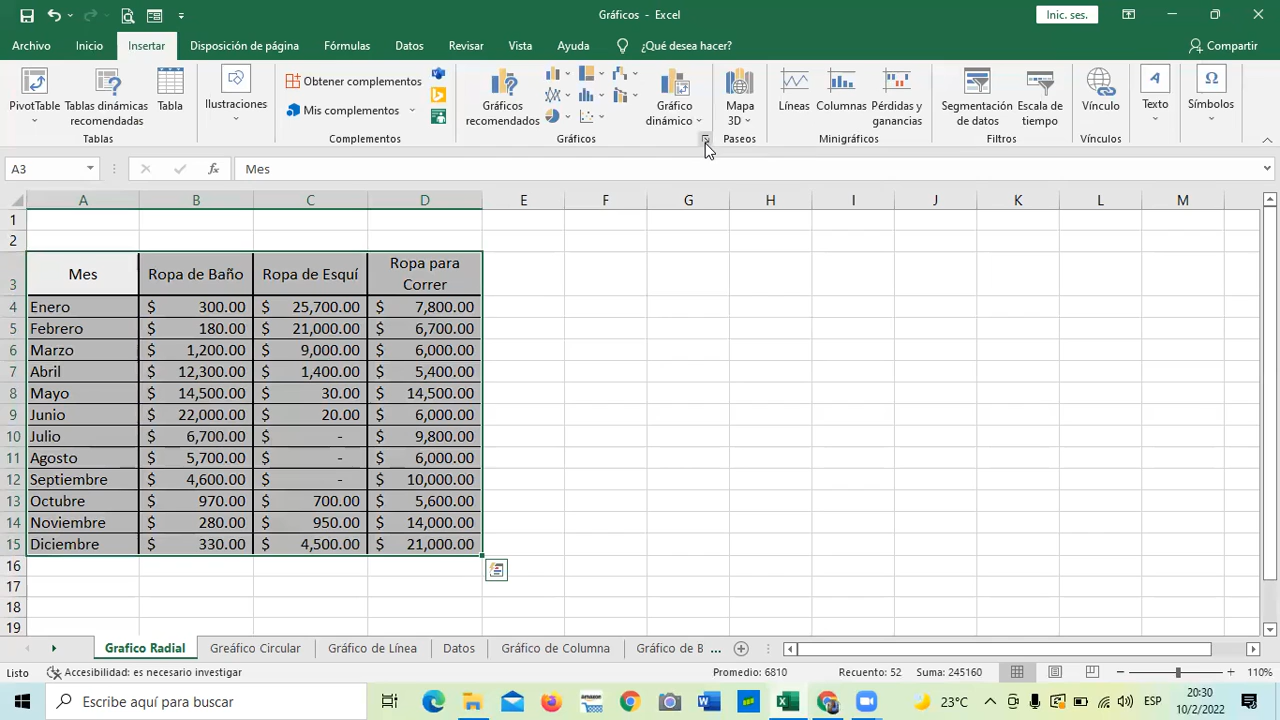 Gráficos - Excel
Inic. ses.
Archivo Inicio Insertar Disposición de página Fórmulas Datos Revisar Vista Ayuda ¿Qué desea hacer? Compartir
PivotTable Tablas dinámicas recomendadas Tabla Ilustraciones Obtener complementos Mis complementos Gráficos recomendados Gráfico dinámico Mapa 3D Líneas Columnas Pérdidas y ganancias Segmentación de datos Escala de tiempo Vínculo Texto Símbolos
Tablas Complementos Gráficos Paseos Minigráficos Filtros Vínculos
A3 fx Mes
A B C D E F G H I J K L M
1
2
3 Mes Ropa de Baño Ropa de Esquí Ropa para Correr
4 Enero $ 300.00 $ 25,700.00 $ 7,800.00
5 Febrero $ 180.00 $ 21,000.00 $ 6,700.00
6 Marzo $ 1,200.00 $ 9,000.00 $ 6,000.00
7 Abril $ 12,300.00 $ 1,400.00 $ 5,400.00
8 Mayo $ 14,500.00 $ 30.00 $ 14,500.00
9 Junio $ 22,000.00 $ 20.00 $ 6,000.00
10 Julio $ 6,700.00 $ - $ 9,800.00
11 Agosto $ 5,700.00 $ - $ 6,000.00
12 Septiembre $ 4,600.00 $ - $ 10,000.00
13 Octubre $ 970.00 $ 700.00 $ 5,600.00
14 Noviembre $ 280.00 $ 950.00 $ 14,000.00
15 Diciembre $ 330.00 $ 4,500.00 $ 21,000.00
16
17
18
19
Grafico Radial Greáfico Circular Gráfico de Línea Datos Gráfico de Columna Gráfico de B ...
Listo Accesibilidad: es necesario investigar Promedio: 6810 Recuento: 52 Suma: 245160 110%
Escribe aquí para buscar 23°C ESP 20:30
10/2/2022